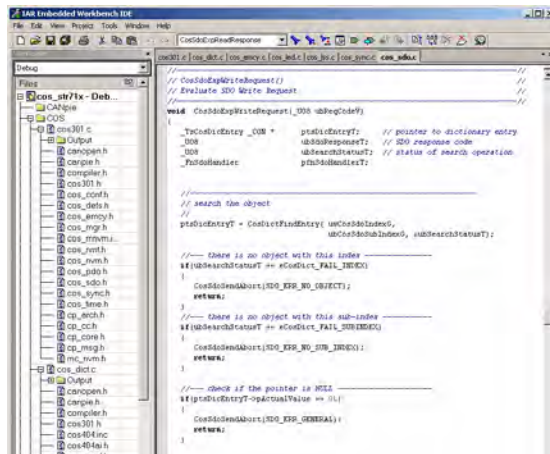 IAR Embedded Workbench IDE
File Edit View Project Tools Window Help
CosSdoExpReadResponse
cos301.c | cos_dict.c | cos_emcy.c | cos_led.c | cos_lss.c | cos_sync.c cos_sdo.c
Debug
Files
cos_str71x - Deb...
CANpie
COS
cos301.c
Output
canopen.h
canpie.h
compiler.h
cos301.h
cos_conf.h
cos_defs.h
cos_emcy.h
cos_mgr.h
cos_mnvm.i...
cos_nmt.h
cos_nvm.h
cos_pdo.h
cos_sdo.h
cos_sync.h
cos_time.h
cp_arch.h
cp_cc.h
cp_core.h
cp_msg.h
mc_nvm.h
cos_dict.c
Output
canopen.h
canpie.h
compiler.h
cos301.h
cos404.inc
cos404ai.h
// CosSdoExpWriteRequest() //
// Evaluate SDO Write Request //
void CosSdoExpWriteRequest(_U08 ubReqCodeV)
{
_TsCosDictEntry _CON * ptsDicEntryT; // pointer to dictionary entry
_U08 ubSdoResponseT; // SDO response code
_U08 ubSearchStatusT; // status of search operation
_FnSdoHandler pfnSdoHandlerT;
//
// search the object
//
ptsDicEntryT = CosDictFindEntry( uwCosSdoIndexG,
ubCosSdoSubIndexG, &ubSearchStatusT);
//--- there is no object with this index
if(ubSearchStatusT == eCosDict_FAIL_INDEX)
{
CosSdoSendAbort(SDO_ERR_NO_OBJECT);
return;
}
//--- there is no object with this sub-index
if(ubSearchStatusT == eCosDict_FAIL_SUBINDEX)
{
CosSdoSendAbort(SDO_ERR_NO_SUB_INDEX);
return;
}
//--- check if the pointer is NULL
if(ptsDicEntryT->pActualValue == 0L)
{
CosSdoSendAbort(SDO_ERR_GENERAL);
return;
}